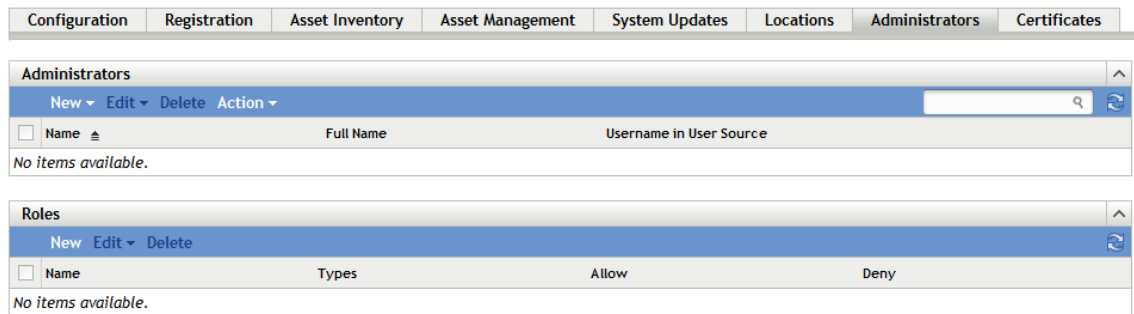 Configuration Registration Asset Inventory Asset Management System Updates Locations Administrators Certificates
Administrators
New Edit Delete Action
Name Full Name Username in User Source
No items available.
Roles
New Edit Delete
Name Types Allow Deny
No items available.